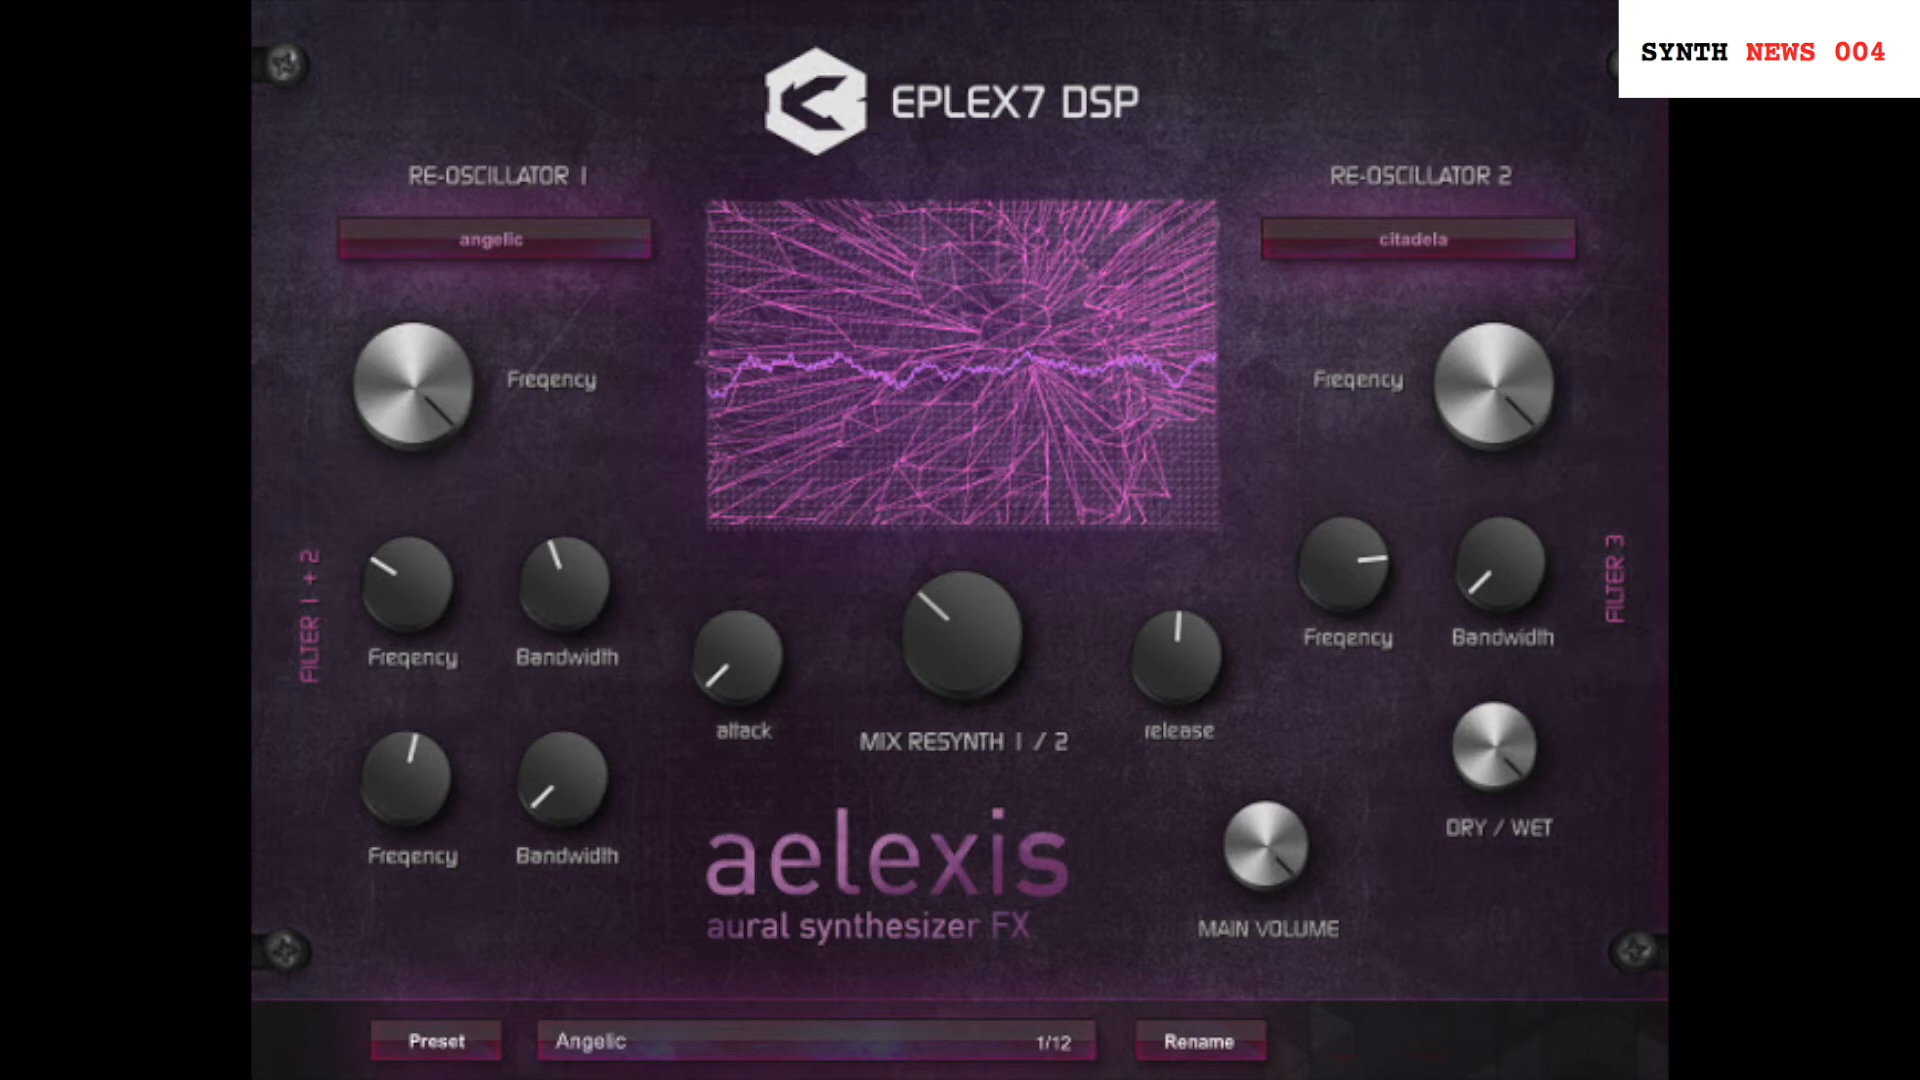 SYNTH NEWS 004
EPLEX7 DSP
RE-OSCILLATOR 1
RE-OSCILLATOR 2
angelic
citadela
Freqency
Freqency
FILTER 1 + 2
FILTER 3
Freqency
Bandwidth
Freqency
Bandwidth
attack
MIX RESYNTH 1 / 2
release
Freqency
Bandwidth
DRY / WET
aelexis
aural synthesizer FX
MAIN VOLUME
Preset
Angelic
1/12
Rename